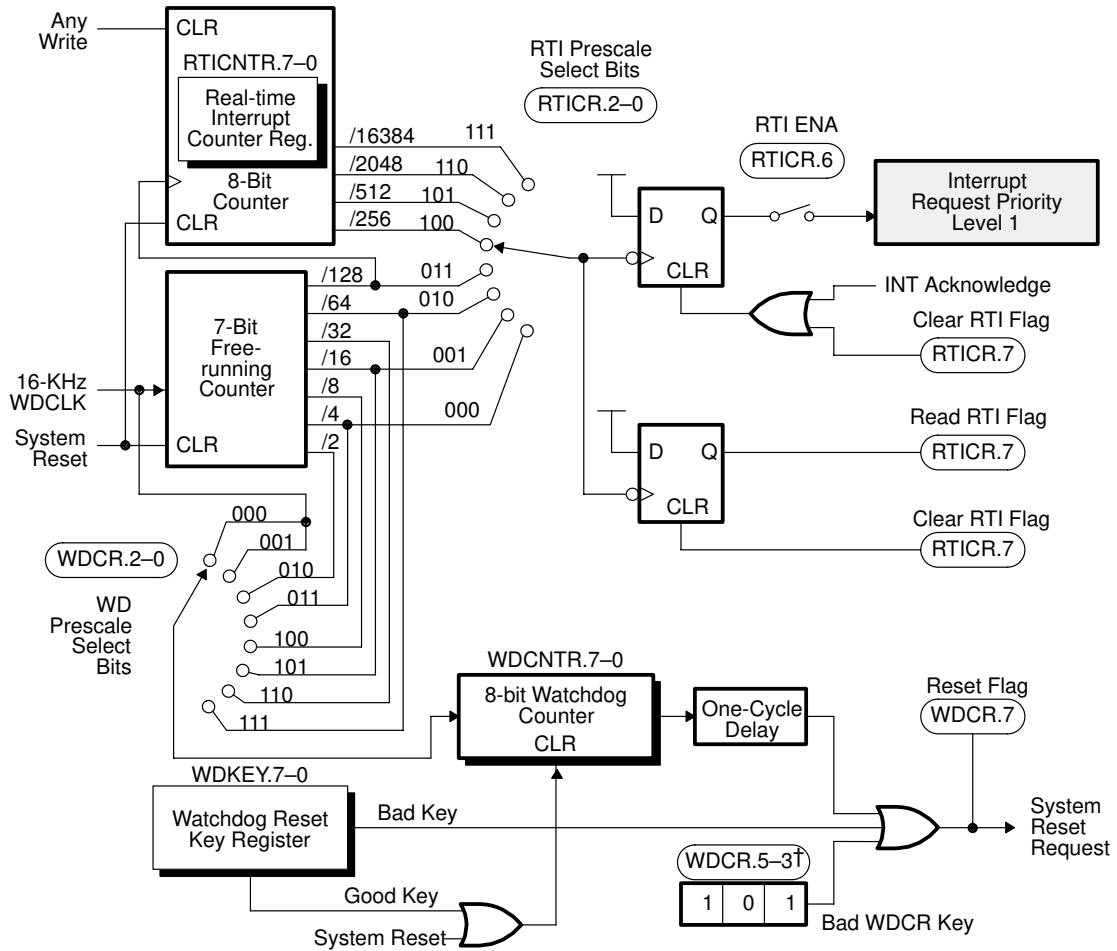 Any
Write
CLR
RTICNTR.7–0
Real-time
Interrupt
Counter Reg.
8-Bit
Counter
CLR
/16384
/2048
/512
/256
111
110
101
100
RTI Prescale
Select Bits
RTICR.2–0
RTI ENA
RTICR.6
D
Q
CLR
Interrupt
Request Priority
Level 1
INT Acknowledge
Clear RTI Flag
RTICR.7
/128
/64
/32
/16
/8
/4
/2
011
010
001
000
7-Bit
Free-
running
Counter
16-KHz
WDCLK
System
Reset
CLR
D
Q
CLR
Read RTI Flag
RTICR.7
Clear RTI Flag
RTICR.7
WDCR.2–0
WD
Prescale
Select
Bits
000
001
010
011
100
101
110
111
WDCNTR.7–0
8-bit Watchdog
Counter
CLR
One-Cycle
Delay
Reset Flag
WDCR.7
WDKEY.7–0
Watchdog Reset
Key Register
Bad Key
Good Key
System Reset
WDCR.5–3†
1 0 1
Bad WDCR Key
System
Reset
Request